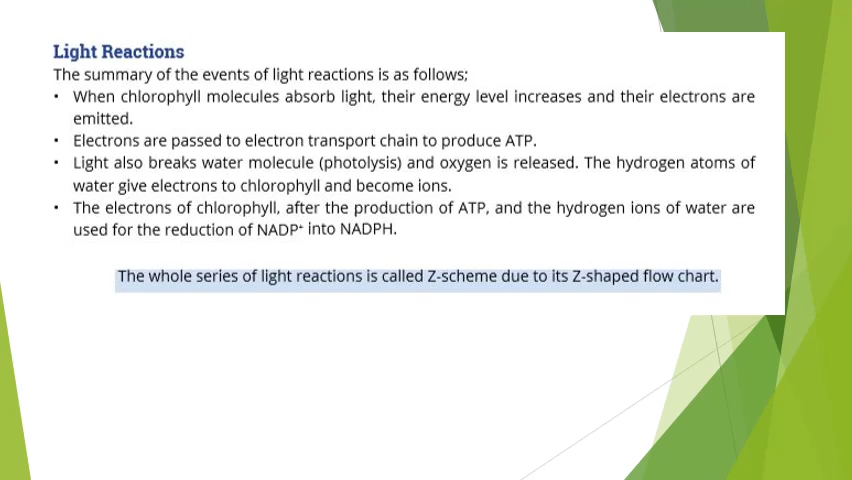 Light Reactions
The summary of the events of light reactions is as follows;
• When chlorophyll molecules absorb light, their energy level increases and their electrons are
emitted.
• Electrons are passed to electron transport chain to produce ATP.
• Light also breaks water molecule (photolysis) and oxygen is released. The hydrogen atoms of
water give electrons to chlorophyll and become ions.
• The electrons of chlorophyll, after the production of ATP, and the hydrogen ions of water are
used for the reduction of NADP⁺ into NADPH.
The whole series of light reactions is called Z-scheme due to its Z-shaped flow chart.